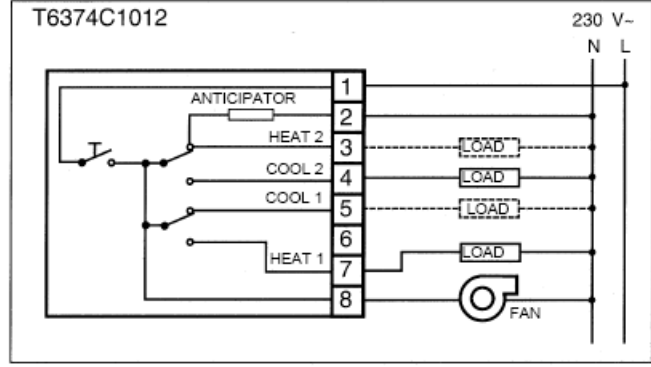 T6374C1012
230 V~
N L
1
ANTICIPATOR
2
HEAT 2
3
LOAD
COOL 2
4
LOAD
COOL 1
5
LOAD
6
HEAT 1
7
LOAD
8
FAN
T